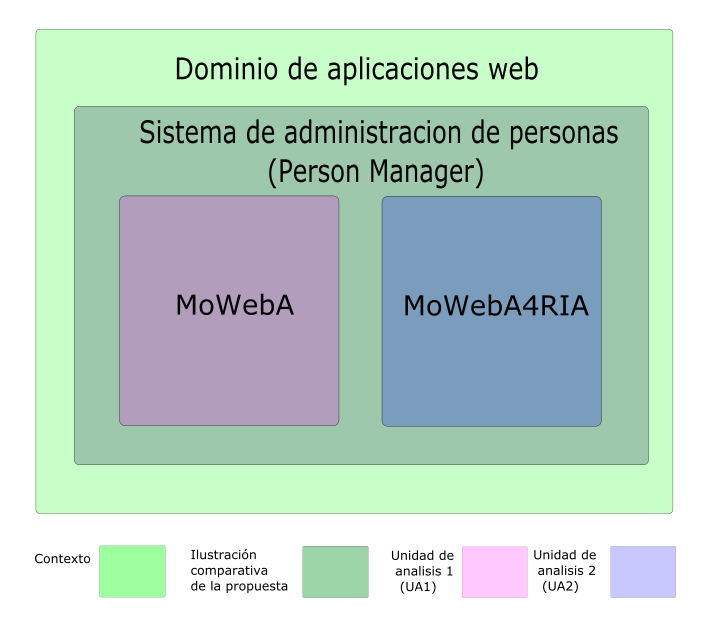 Dominio de aplicaciones web
Sistema de administracion de personas
(Person Manager)
MoWebA
MoWebA4RIA
Contexto
Ilustración
comparativa
de la propuesta
Unidad de
analisis 1
(UA1)
Unidad de
analisis 2
(UA2)